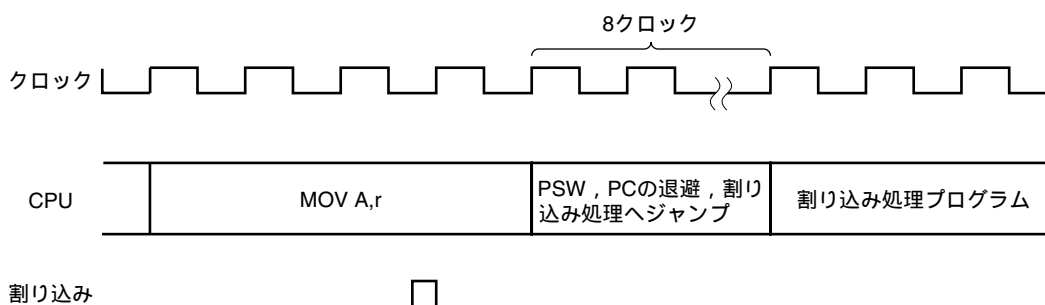 8クロック
クロック
CPU
MOV A,r
PSW，PCの退避，割り
込み処理へジャンプ
割り込み処理プログラム
割り込み